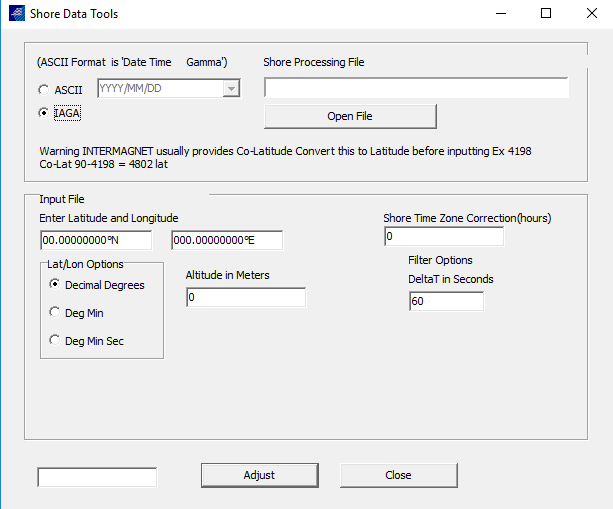 Shore Data Tools
(ASCII Format is 'Date Time Gamma')
Shore Processing File
ASCII
YYYY/MM/DD
IAGA
Open File
Warning INTERMAGNET usually provides Co-Latitude Convert this to Latitude before inputting Ex 4198
Co-Lat 90-4198 = 4802 lat
Input File
Enter Latitude and Longitude
Shore Time Zone Correction(hours)
00.00000000ºN
000.00000000ºE
0
Lat/Lon Options
Filter Options
Decimal Degrees
Altitude in Meters
DeltaT in Seconds
0
60
Deg Min
Deg Min Sec
Adjust
Close